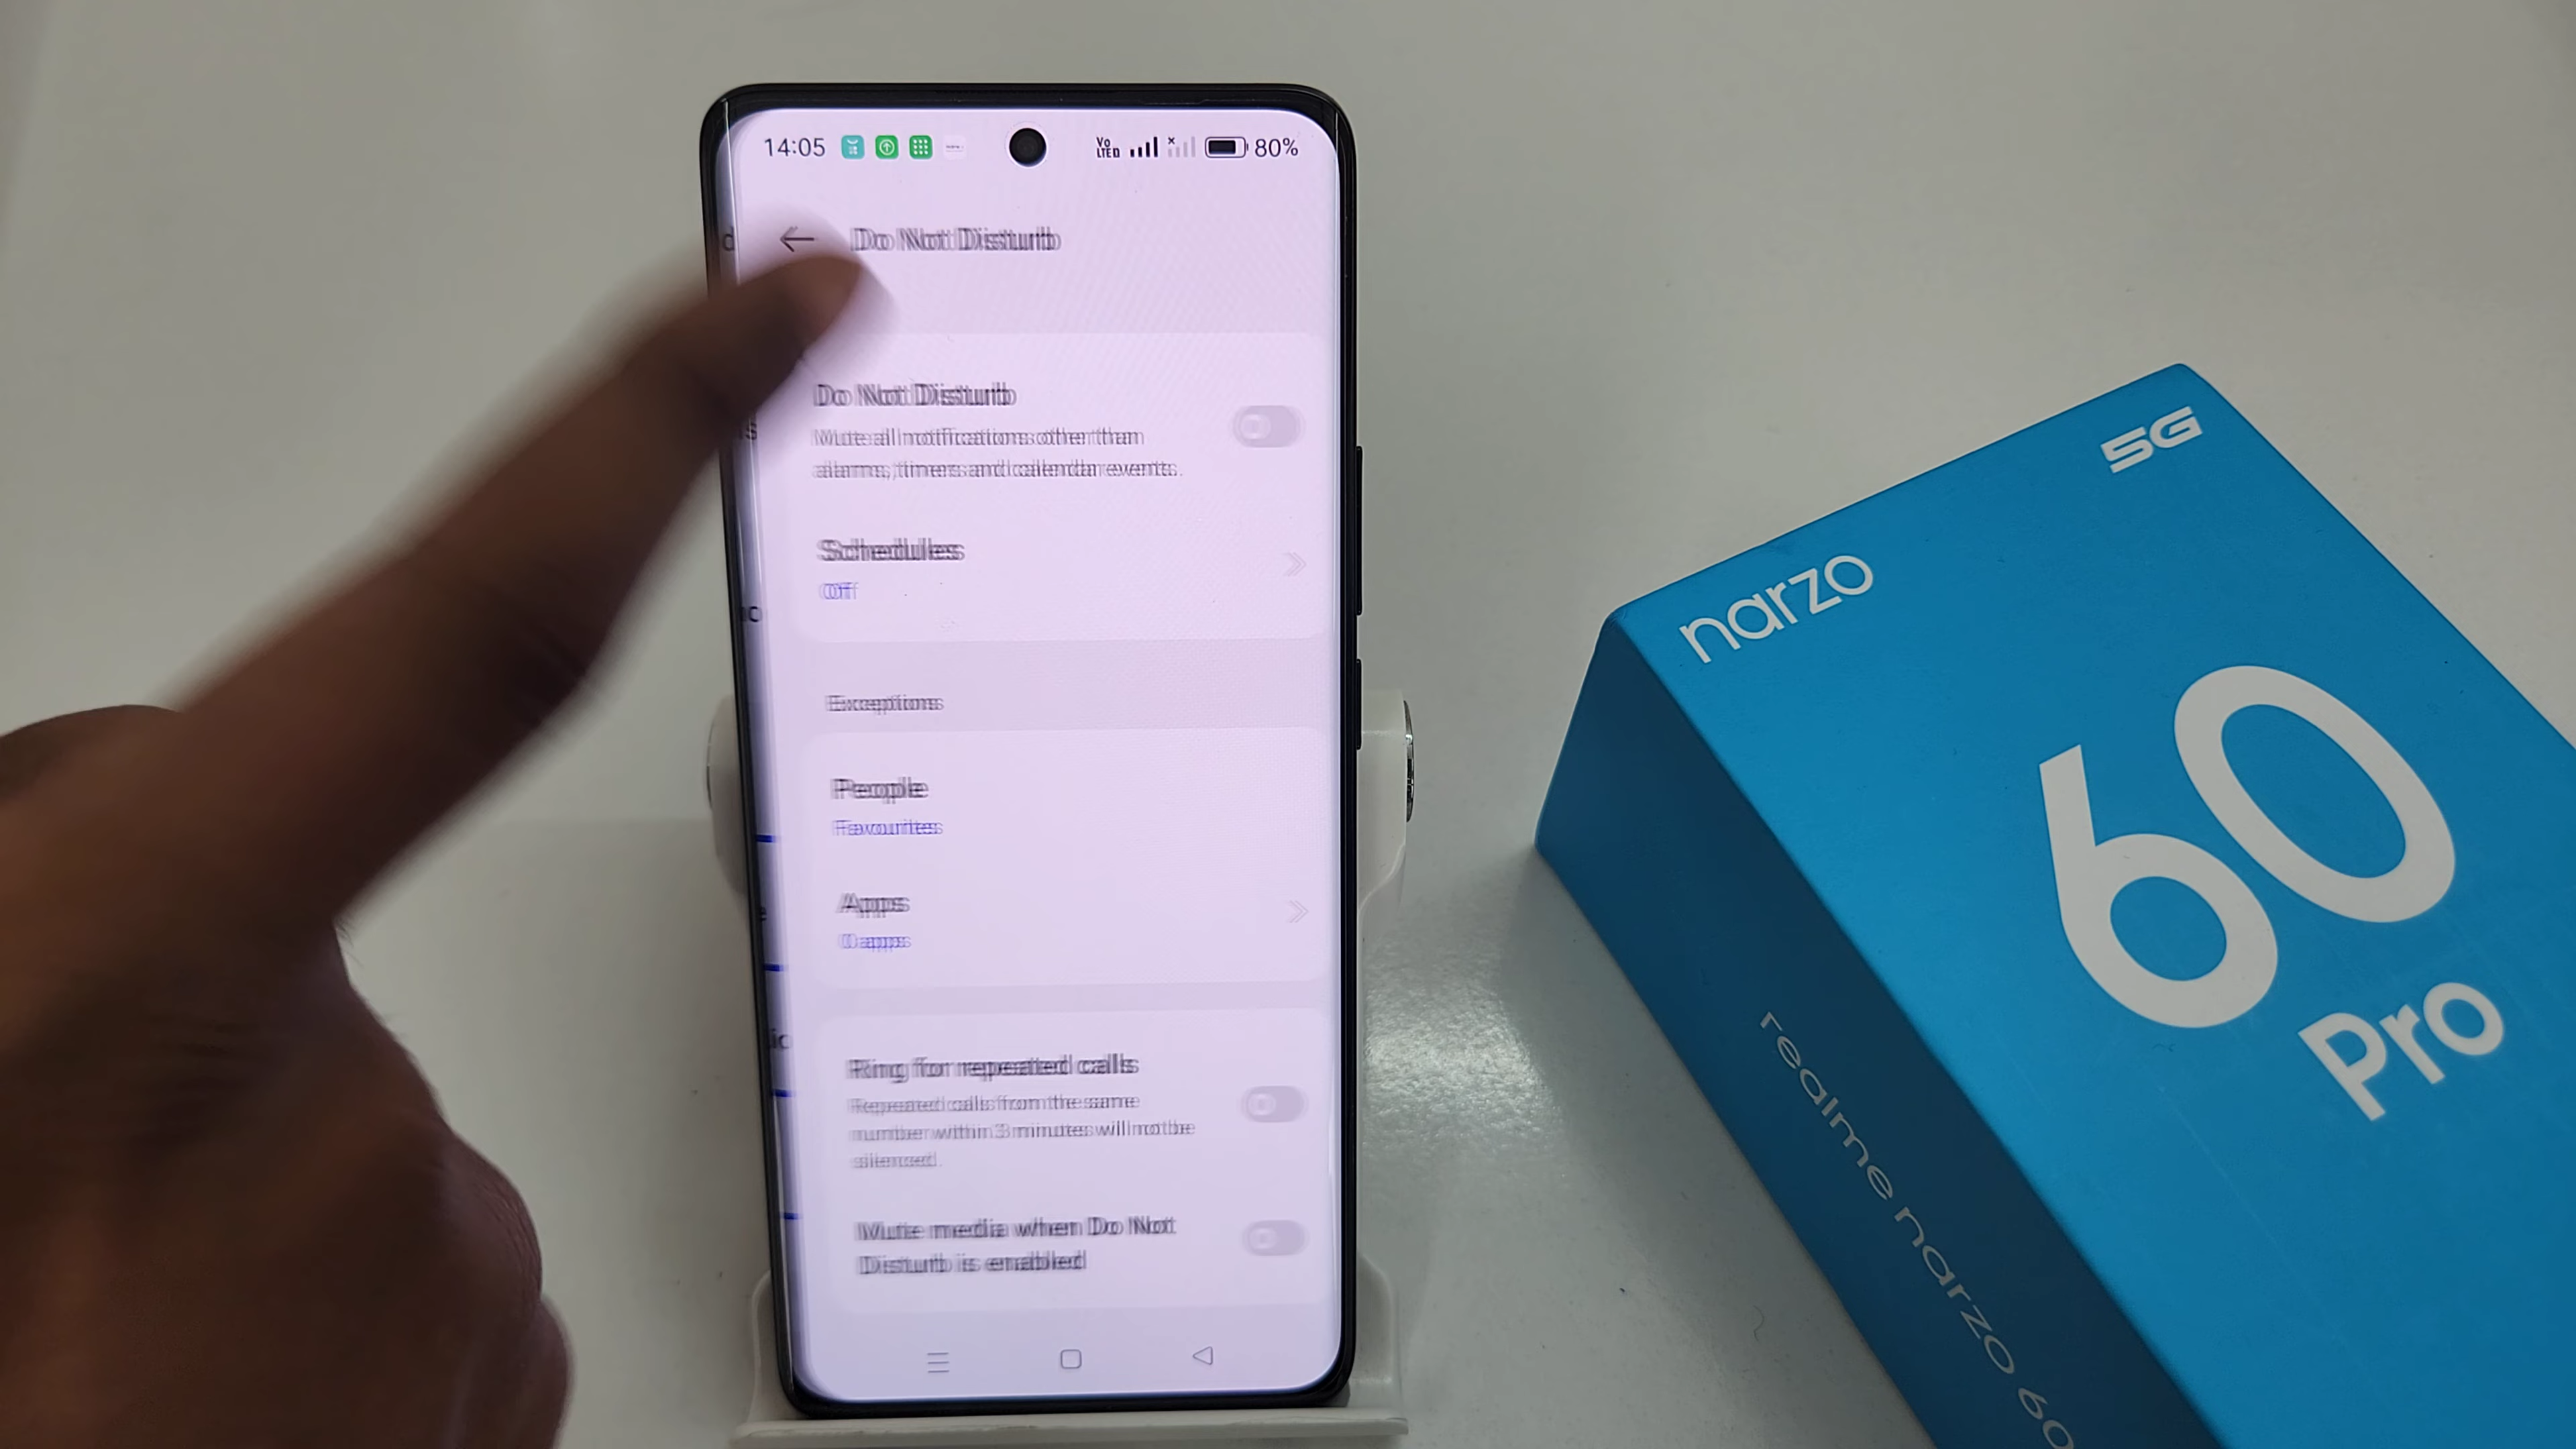 14:05
Vo
LTE
80%
Do Not Disturb
Do Not Disturb
Mute all notifications other than
alarms, timers and calendar events.
Schedules
Off
Exceptions
People
Favourites
Apps
0 apps
Ring for repeated calls
Repeated calls from the same
number within 3 minutes will not be
silenced.
Mute media when Do Not
Disturb is enabled
5G
narzo
60
Pro
realme narzo 60